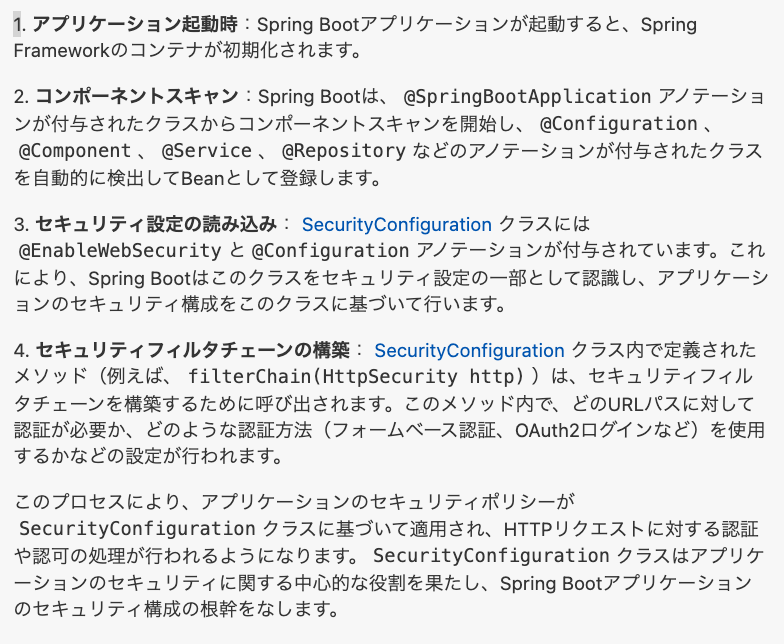 1. アプリケーション起動時：Spring Bootアプリケーションが起動すると、Spring
Frameworkのコンテナが初期化されます。
2. コンポーネントスキャン：Spring Bootは、 @SpringBootApplication アノテーショ
ンが付与されたクラスからコンポーネントスキャンを開始し、 @Configuration 、
@Component 、 @Service 、 @Repository などのアノテーションが付与されたクラス
を自動的に検出してBeanとして登録します。
3. セキュリティ設定の読み込み： SecurityConfiguration クラスには
@EnableWebSecurity と @Configuration アノテーションが付与されています。これ
により、Spring Bootはこのクラスをセキュリティ設定の一部として認識し、アプリケーシ
ョンのセキュリティ構成をこのクラスに基づいて行います。
4. セキュリティフィルタチェーンの構築： SecurityConfiguration クラス内で定義された
メソッド（例えば、 filterChain(HttpSecurity http) ）は、セキュリティフィル
タチェーンを構築するために呼び出されます。このメソッド内で、どのURLパスに対して
認証が必要か、どのような認証方法（フォームベース認証、OAuth2ログインなど）を使用
するかなどの設定が行われます。
このプロセスにより、アプリケーションのセキュリティポリシーが
SecurityConfiguration クラスに基づいて適用され、HTTPリクエストに対する認証
や認可の処理が行われるようになります。 SecurityConfiguration クラスはアプリケ
ーションのセキュリティに関する中心的な役割を果たし、Spring Bootアプリケーション
のセキュリティ構成の根幹をなします。